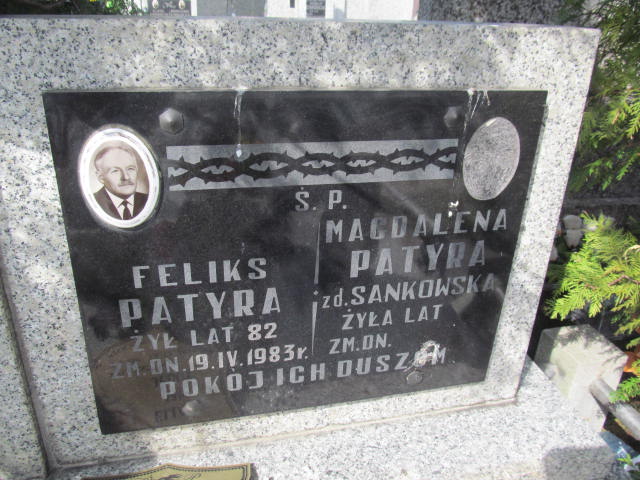 Ś. P.
FELIKS
PATYRA
ŻYŁ LAT 82
ZM. DN. 19. IV. 1983 r.
MAGDALENA
PATYRA
zd. SANKOWSKA
ŻYŁA LAT
ZM. DN.
POKÓJ ICH DUSZOM